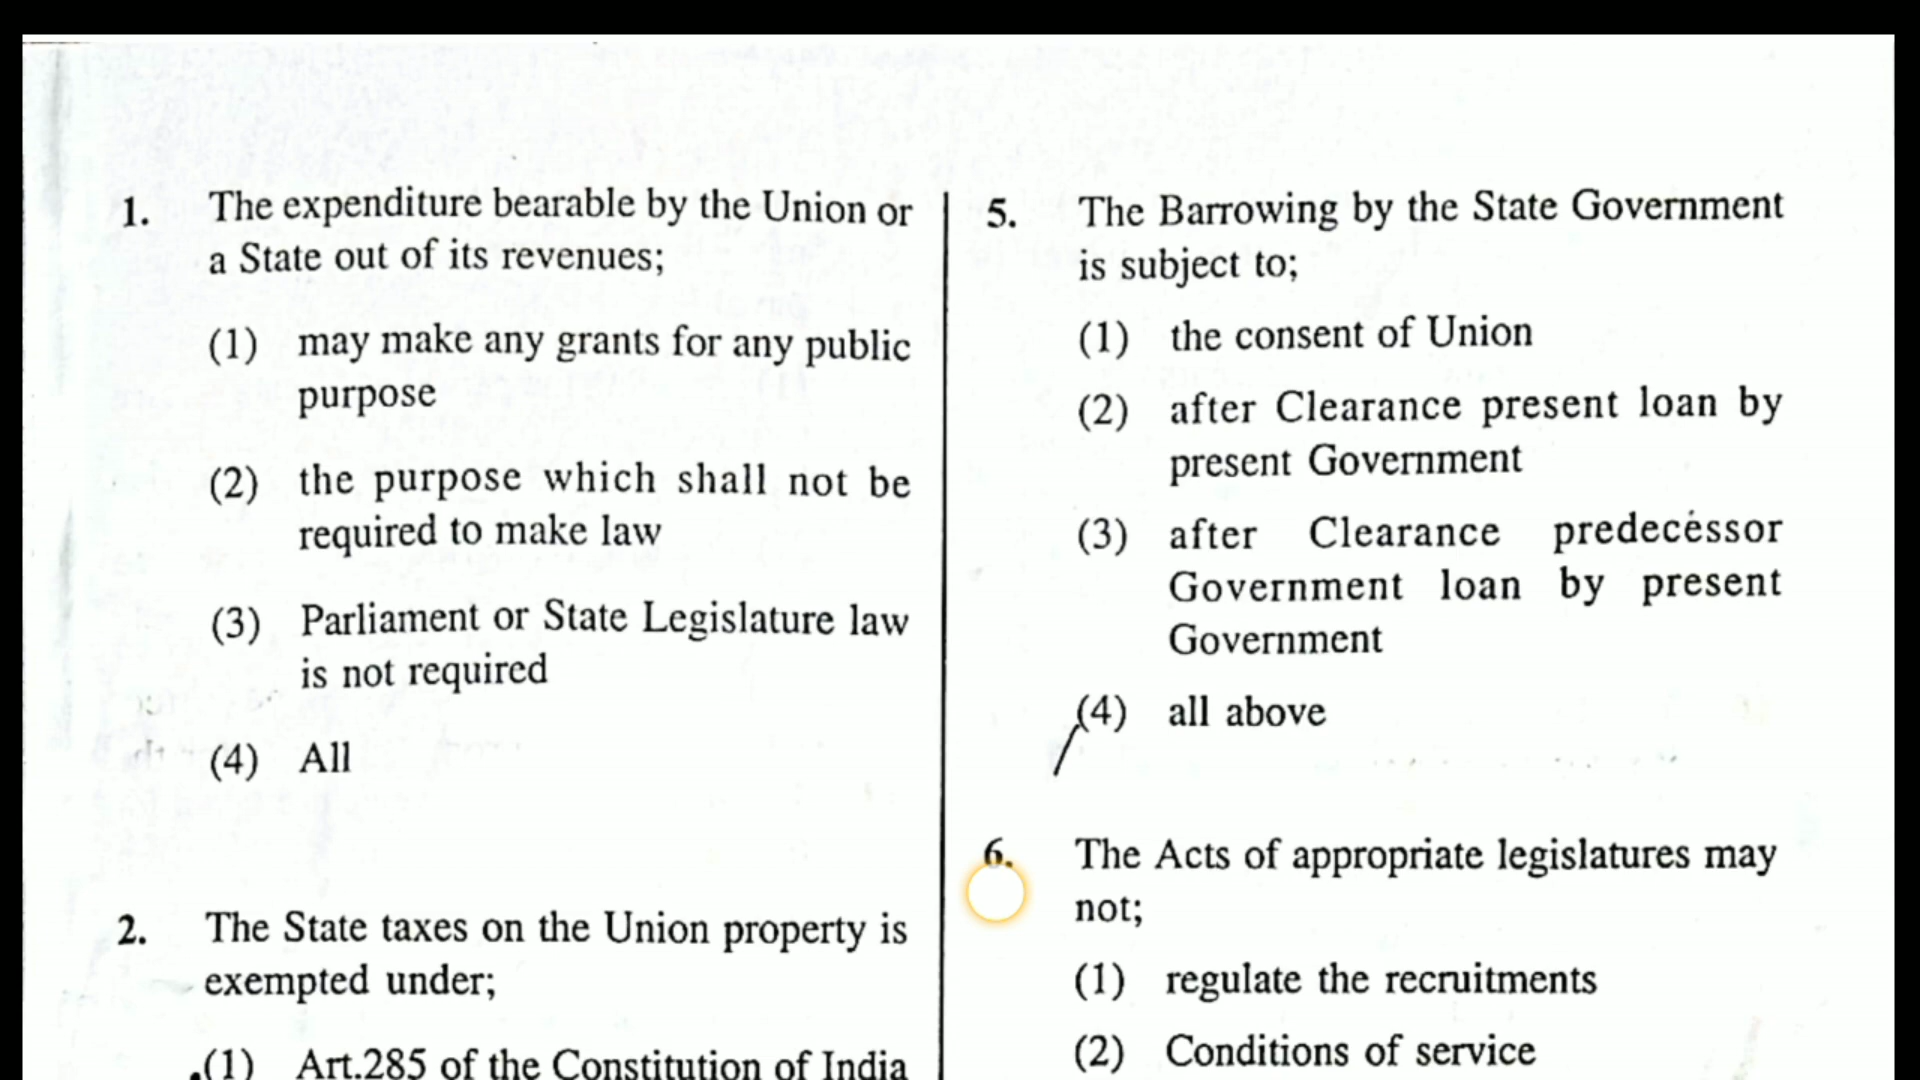 1. The expenditure bearable by the Union or
a State out of its revenues;
(1) may make any grants for any public
purpose
(2) the purpose which shall not be
required to make law
(3) Parliament or State Legislature law
is not required
(4) All
2. The State taxes on the Union property is
exempted under;
(1) Art.285 of the Constitution of India
5. The Barrowing by the State Government
is subject to;
(1) the consent of Union
(2) after Clearance present loan by
present Government
(3) after Clearance predecessor
Government loan by present
Government
(4) all above
6. The Acts of appropriate legislatures may
not;
(1) regulate the recruitments
(2) Conditions of service